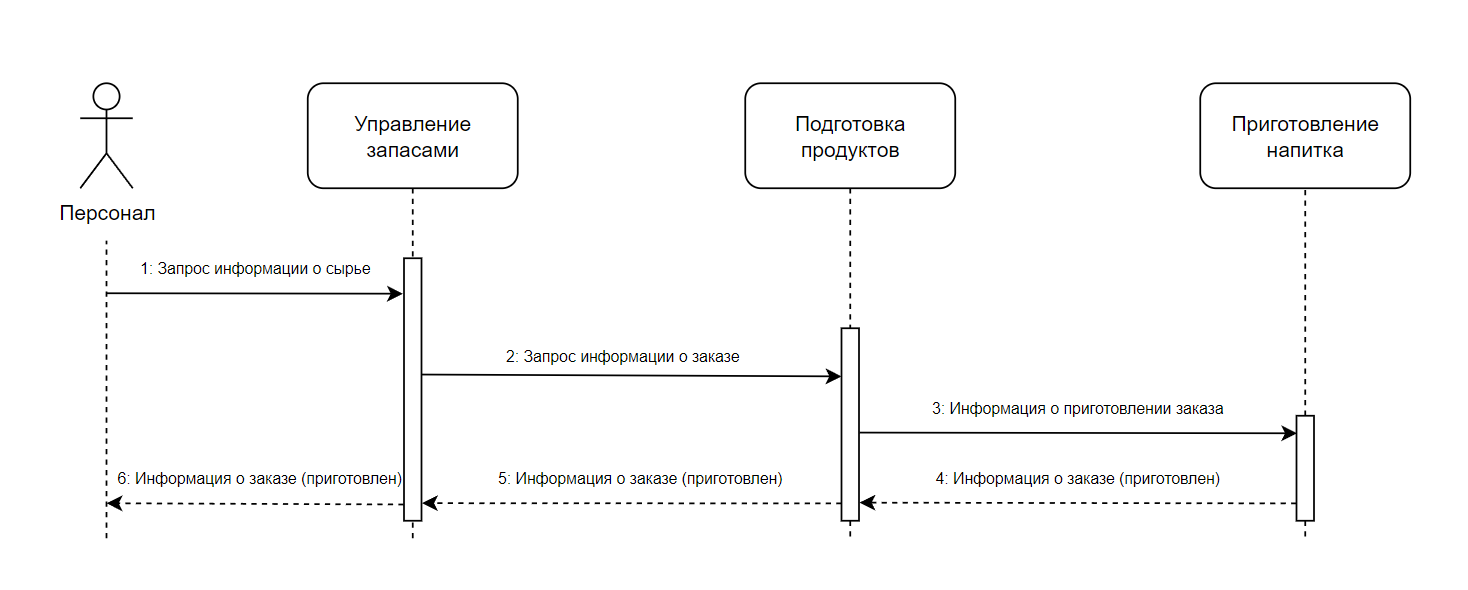 Управление
запасами
Подготовка
продуктов
Приготовление
напитка
Персонал
1: Запрос информации о сырье
2: Запрос информации о заказе
3: Информация о приготовлении заказа
6: Информация о заказе (приготовлен)
5: Информация о заказе (приготовлен)
4: Информация о заказе (приготовлен)